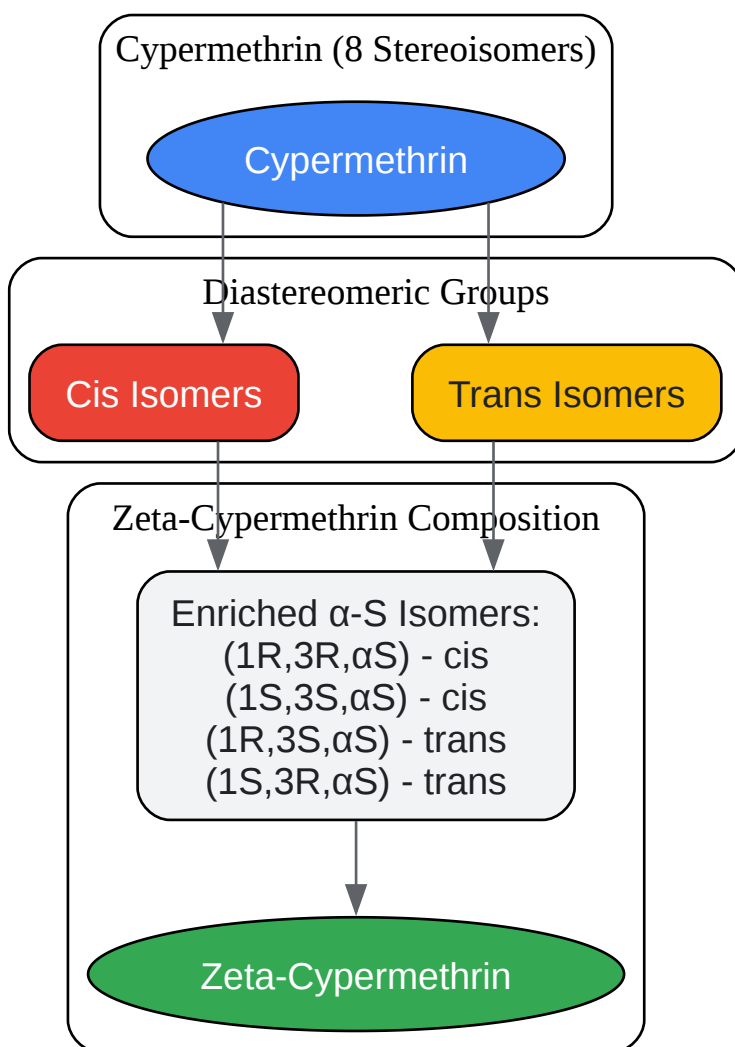 Cypermethrin (8 Stereoisomers)
Cypermethrin
Diastereomeric Groups
Cis Isomers
Trans Isomers
Zeta-Cypermethrin Composition
Enriched α-S Isomers:
(1R,3R,αS) - cis
(1S,3S,αS) - cis
(1R,3S,αS) - trans
(1S,3R,αS) - trans
Zeta-Cypermethrin